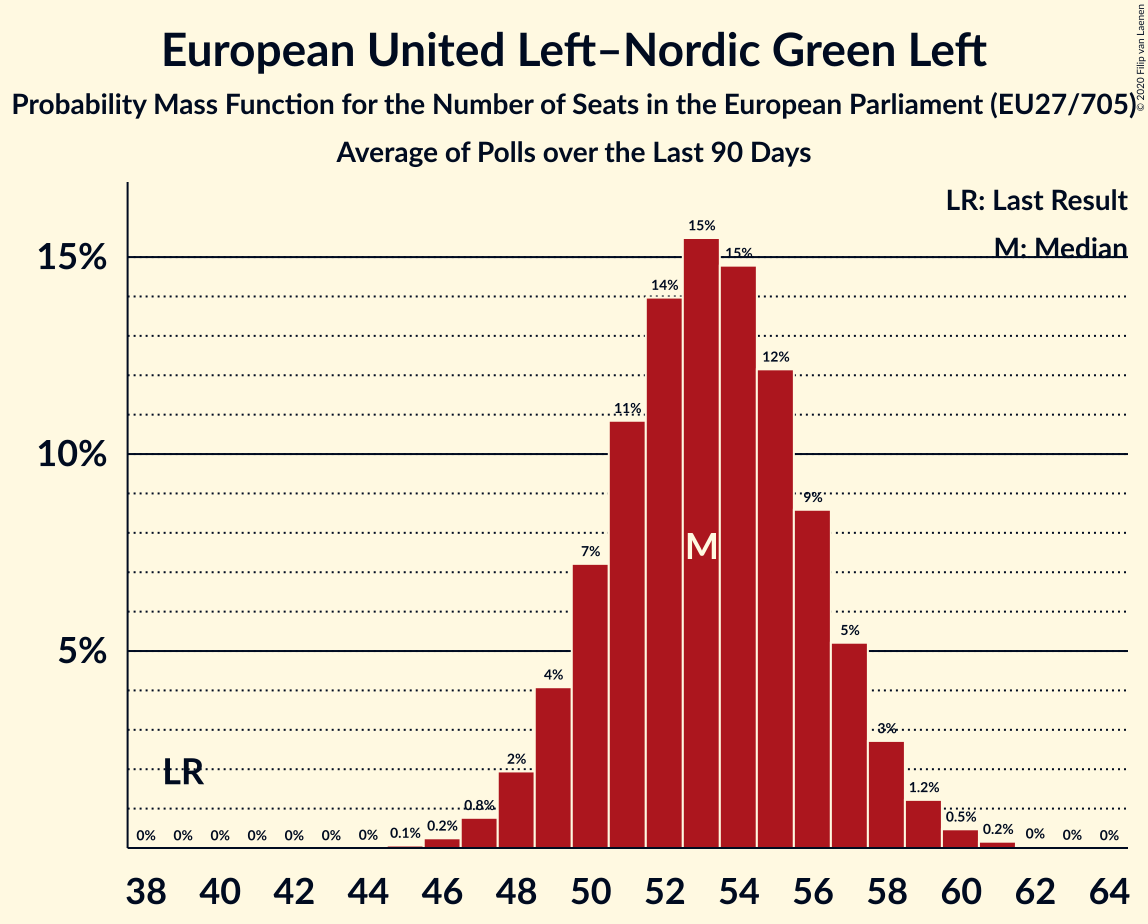 European United Left–Nordic Green Left
Probability Mass Function for the Number of Seats in the European Parliament (EU27/705)
Average of Polls over the Last 90 Days
© 2020 Filip van Laenen
LR: Last Result
M: Median
15%
10%
5%
LR
M
0% 0% 0% 0% 0% 0% 0% 0.1% 0.2% 0.8% 2% 4% 7% 11% 14% 15% 15% 12% 9% 5% 3% 1.2% 0.5% 0.2% 0% 0% 0%
38 40 42 44 46 48 50 52 54 56 58 60 62 64